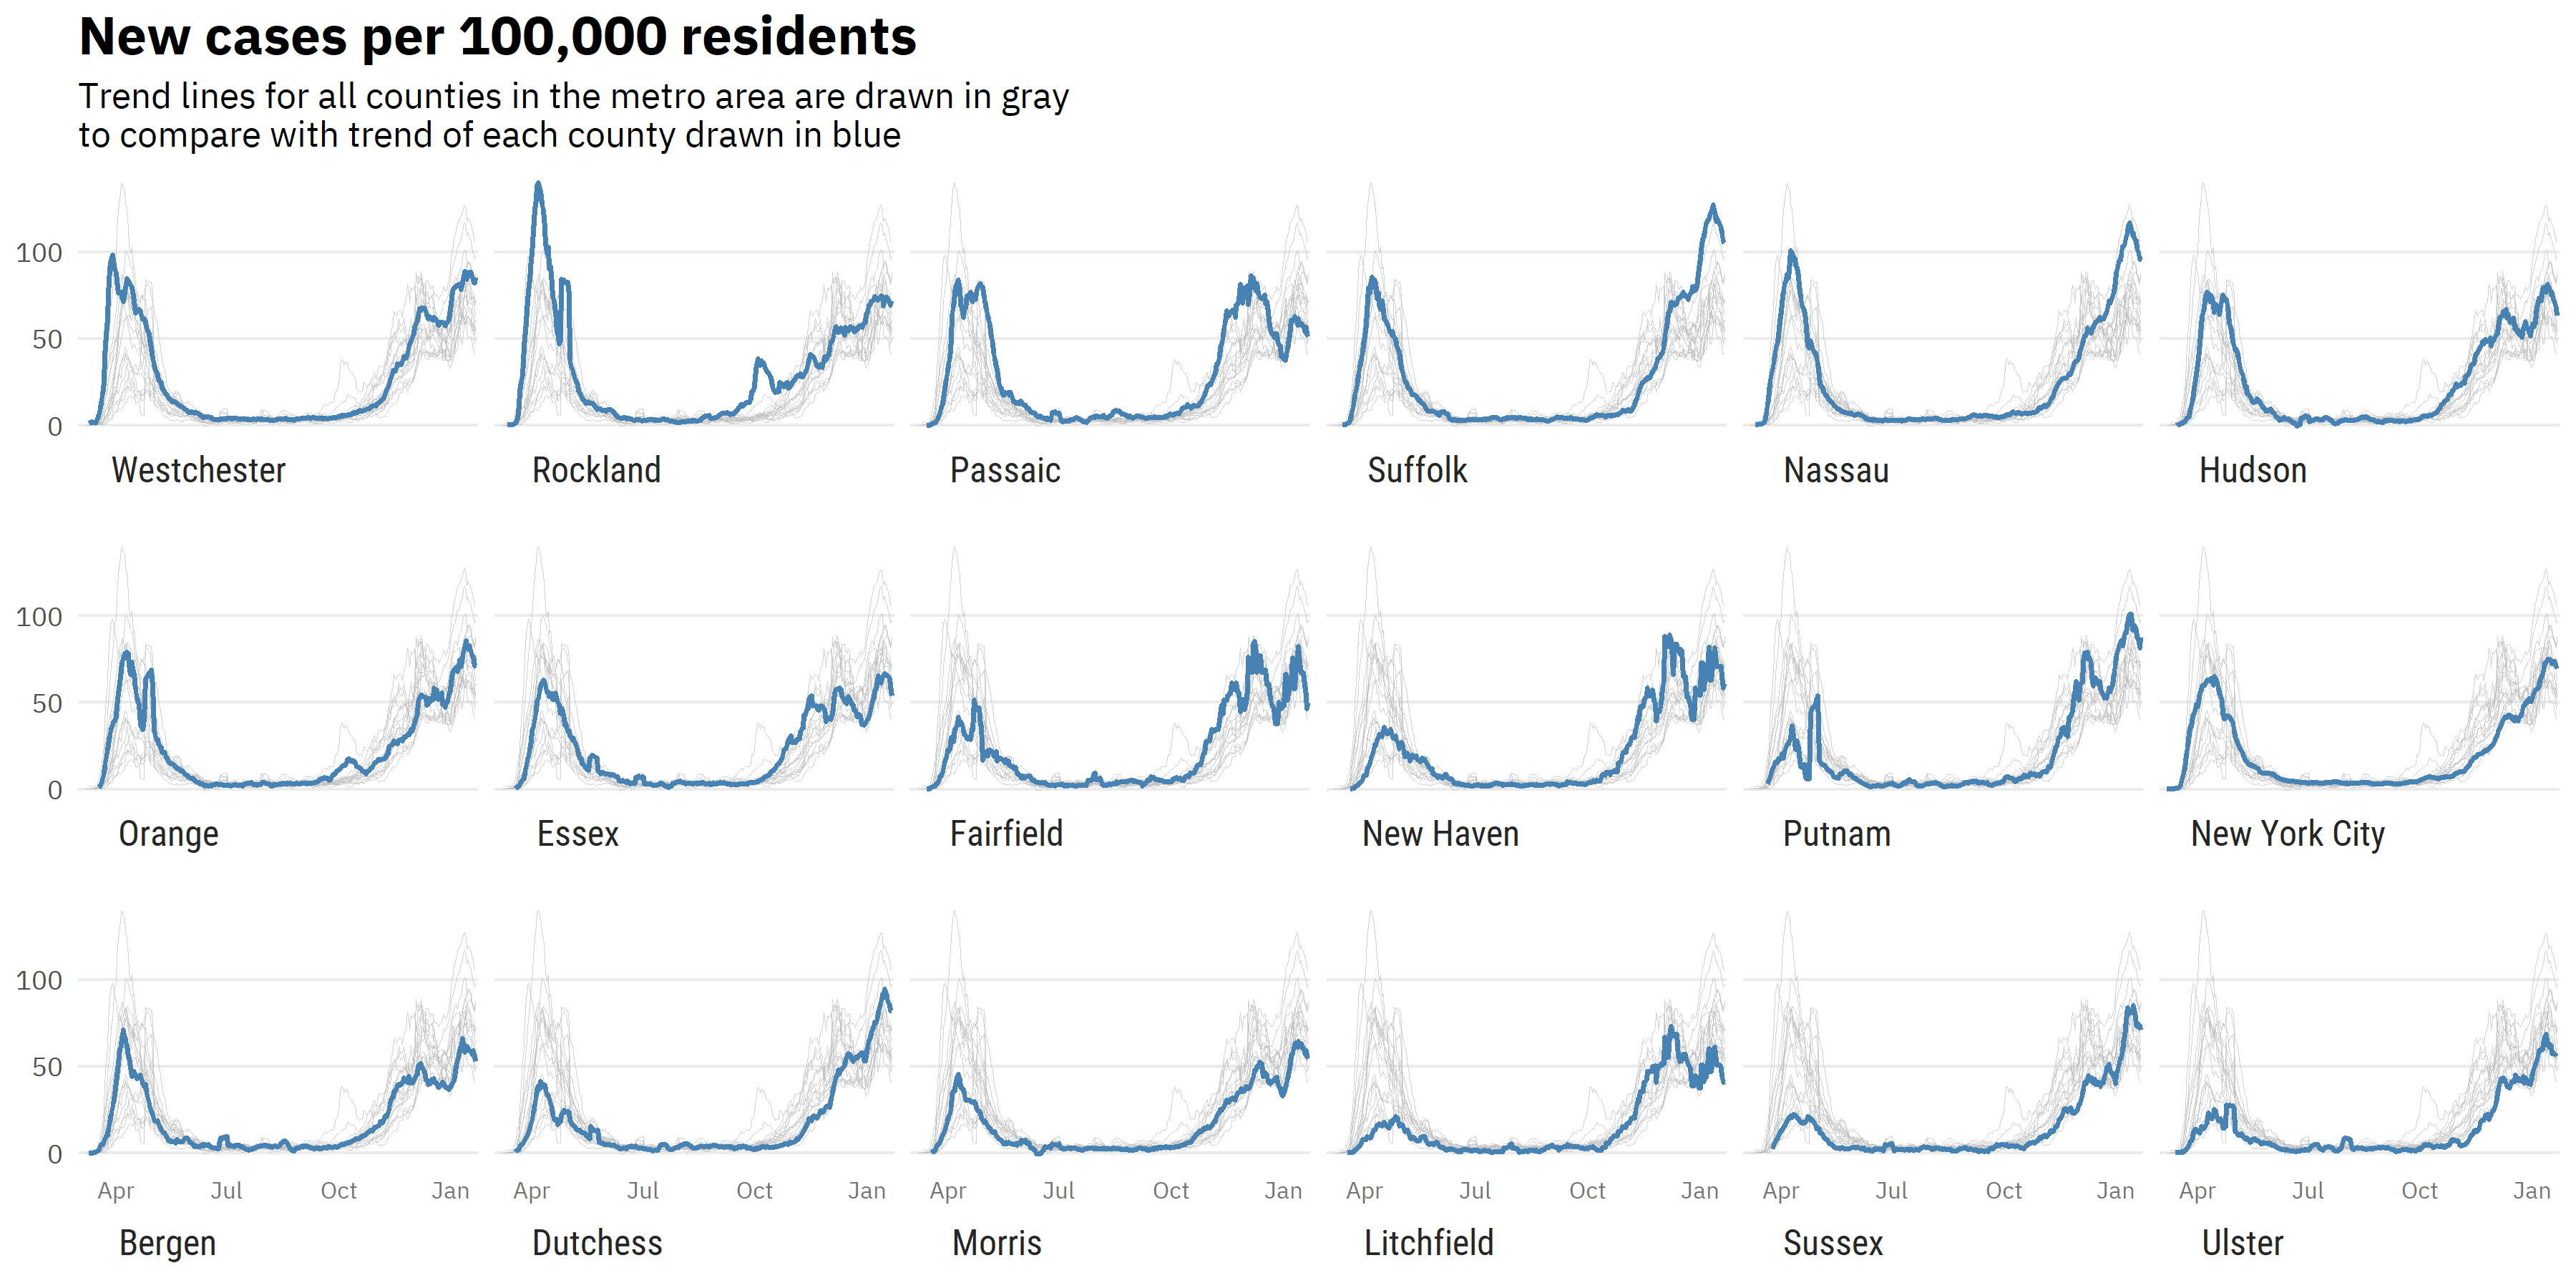 New cases per 100,000 residents
Trend lines for all counties in the metro area are drawn in gray
to compare with trend of each county drawn in blue
100
50
0
Westchester Rockland Passaic Suffolk Nassau Hudson
100
50
0
Orange Essex Fairfield New Haven Putnam New York City
100
50
0
Apr Jul Oct Jan Apr Jul Oct Jan Apr Jul Oct Jan Apr Jul Oct Jan Apr Jul Oct Jan Apr Jul Oct Jan
Bergen Dutchess Morris Litchfield Sussex Ulster